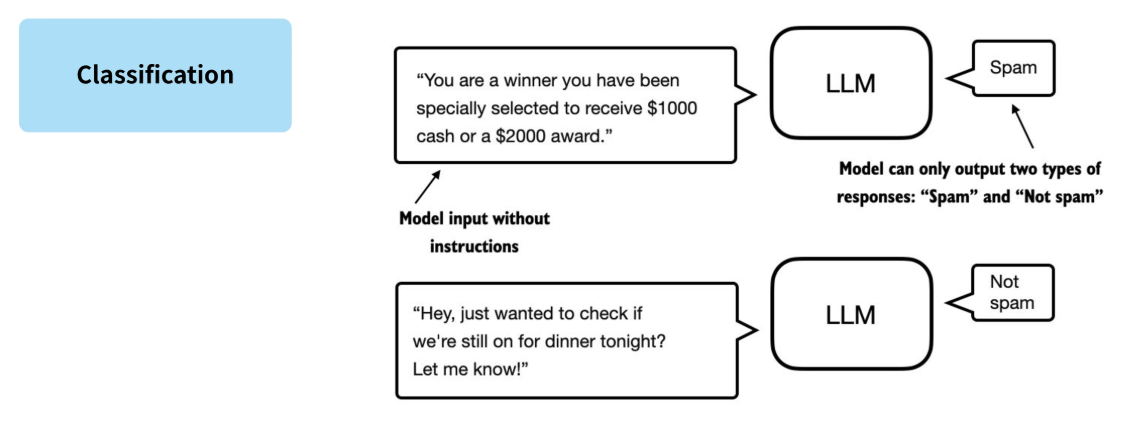 Classification
“You are a winner you have been
specially selected to receive $1000
cash or a $2000 award.”
LLM
Spam
Model can only output two types of
responses: “Spam” and “Not spam”
Model input without
instructions
“Hey, just wanted to check if
we're still on for dinner tonight?
Let me know!”
LLM
Not
spam